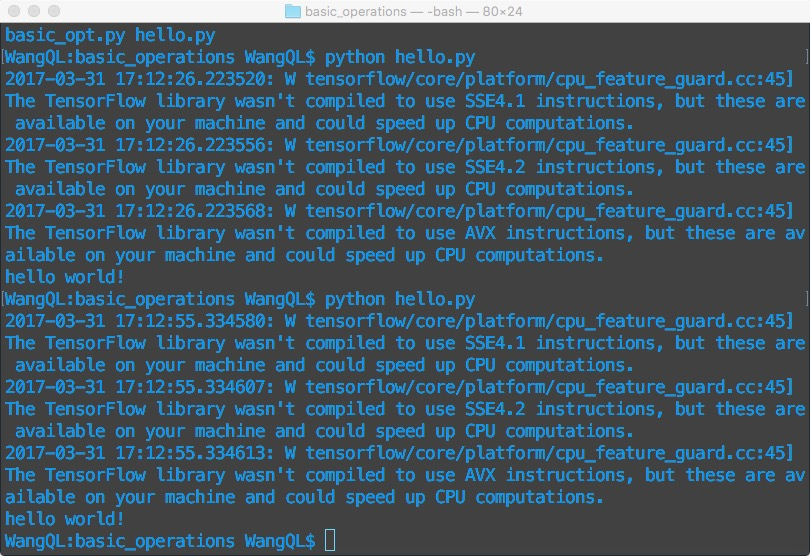 basic_operations — -bash — 80×24
basic_opt.py hello.py
[WangQL:basic_operations WangQL$ python hello.py ]
2017-03-31 17:12:26.223520: W tensorflow/core/platform/cpu_feature_guard.cc:45]
The TensorFlow library wasn't compiled to use SSE4.1 instructions, but these are
 available on your machine and could speed up CPU computations.
2017-03-31 17:12:26.223556: W tensorflow/core/platform/cpu_feature_guard.cc:45]
The TensorFlow library wasn't compiled to use SSE4.2 instructions, but these are
 available on your machine and could speed up CPU computations.
2017-03-31 17:12:26.223568: W tensorflow/core/platform/cpu_feature_guard.cc:45]
The TensorFlow library wasn't compiled to use AVX instructions, but these are av
ailable on your machine and could speed up CPU computations.
hello world!
[WangQL:basic_operations WangQL$ python hello.py ]
2017-03-31 17:12:55.334580: W tensorflow/core/platform/cpu_feature_guard.cc:45]
The TensorFlow library wasn't compiled to use SSE4.1 instructions, but these are
 available on your machine and could speed up CPU computations.
2017-03-31 17:12:55.334607: W tensorflow/core/platform/cpu_feature_guard.cc:45]
The TensorFlow library wasn't compiled to use SSE4.2 instructions, but these are
 available on your machine and could speed up CPU computations.
2017-03-31 17:12:55.334613: W tensorflow/core/platform/cpu_feature_guard.cc:45]
The TensorFlow library wasn't compiled to use AVX instructions, but these are av
ailable on your machine and could speed up CPU computations.
hello world!
WangQL:basic_operations WangQL$